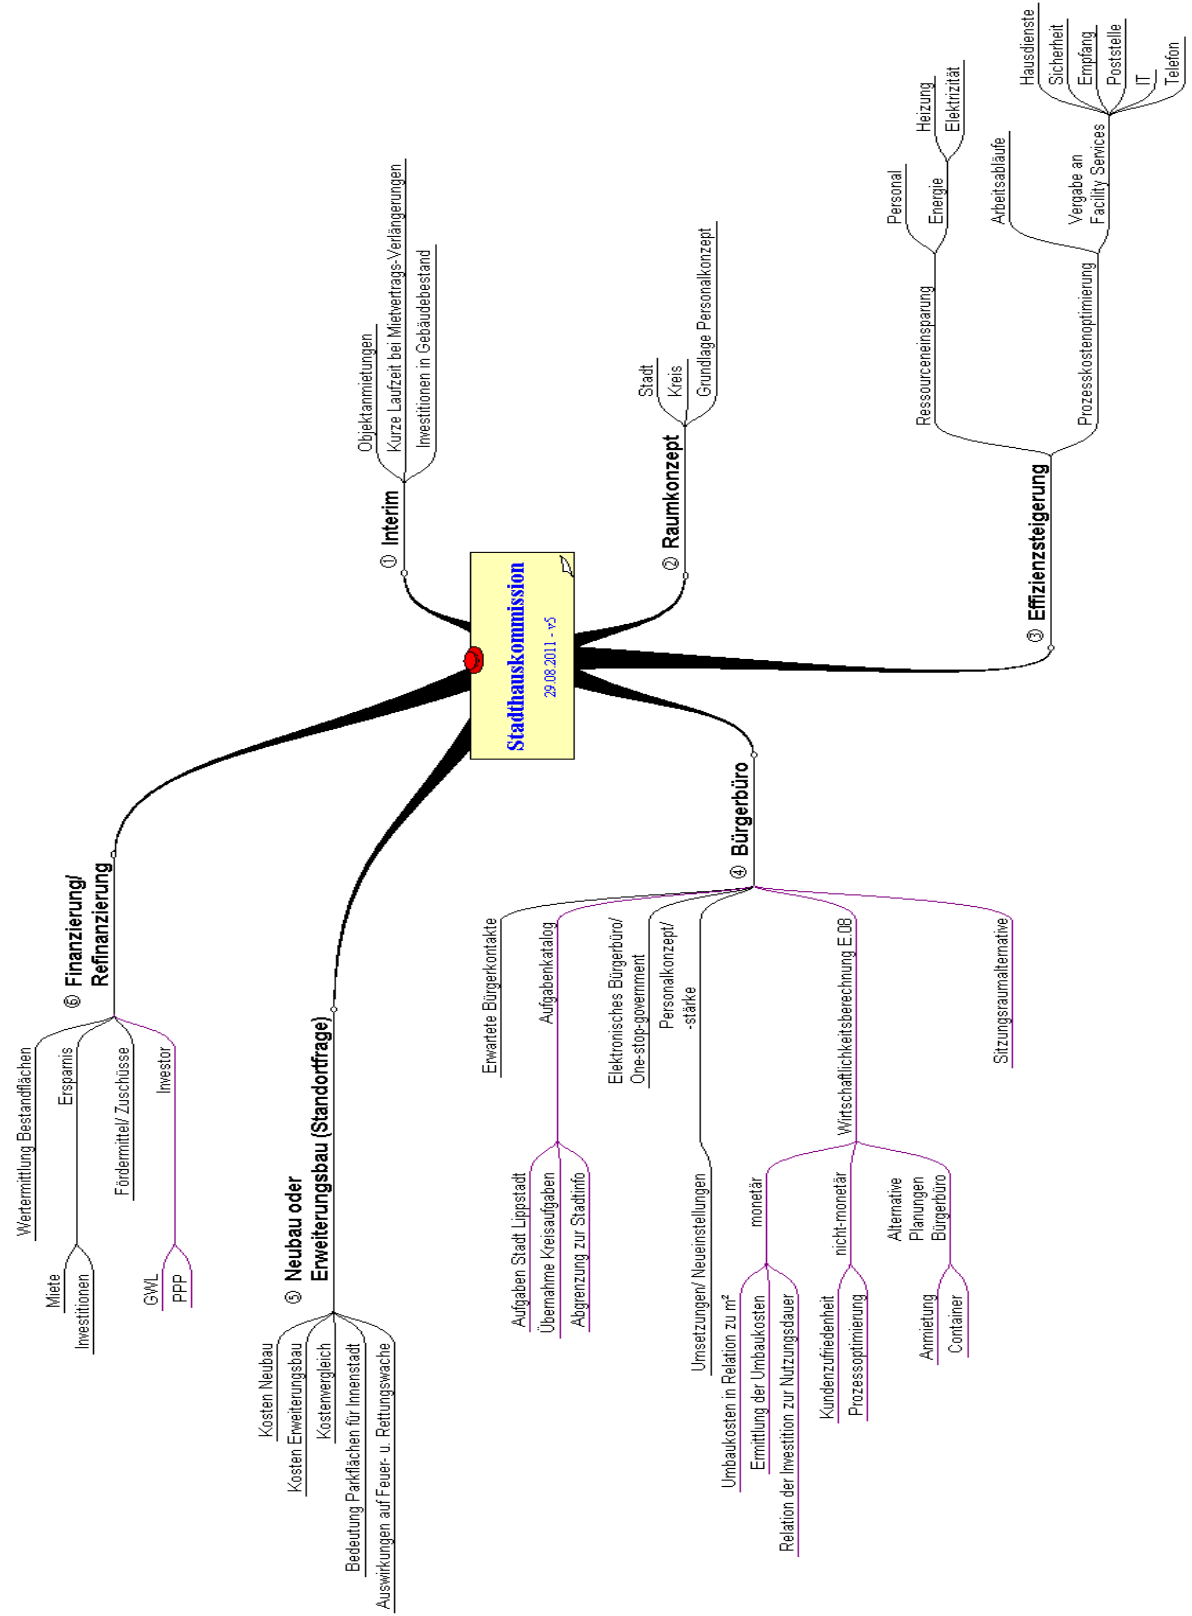 Stadthauskommission
29.08.2011 - v5
① Interim
Objektanmietungen
Kurze Laufzeit bei Mietvertrags-Verlängerungen
Investitionen in Gebäudebestand
② Raumkonzept
Stadt
Kreis
Grundlage Personalkonzept
③ Effizienzsteigerung
Ressourceneinsparung
Personal
Energie
Heizung
Elektrizität
Prozesskostenoptimierung
Arbeitsabläufe
Vergabe an
Facility Services
Hausdienste
Sicherheit
Empfang
Poststelle
IT
Telefon
④ Bürgerbüro
Erwartete Bürgerkontakte
Aufgabenkatalog
Aufgaben Stadt Lippstadt
Übernahme Kreisaufgaben
Abgrenzung zur Stadtinfo
Elektronisches Bürgerbüro/
One-stop-government
Personalkonzept/
-stärke
Umsetzungen/ Neueinstellungen
Wirtschaftlichkeitsberechnung E.08
monetär
Umbaukosten in Relation zu m²
Ermittlung der Umbaukosten
Relation der Investition zur Nutzungsdauer
nicht-monetär
Kundenzufriedenheit
Prozessoptimierung
Alternative
Planungen
Bürgerbüro
Anmietung
Container
Sitzungsraumalternative
⑤ Neubau oder
Erweiterungsbau (Standortfrage)
Kosten Neubau
Kosten Erweiterungsbau
Kostenvergleich
Bedeutung Parkflächen für Innenstadt
Auswirkungen auf Feuer- u. Rettungswache
⑥ Finanzierung/
Refinanzierung
Wertermittlung Bestandflächen
Ersparnis
Miete
Investitionen
Fördermittel/ Zuschüsse
Investor
GWL
PPP